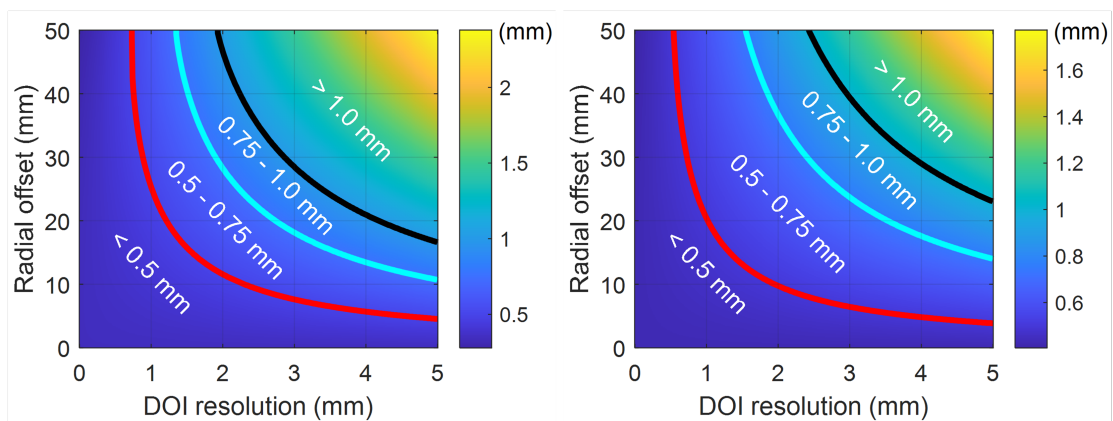 (mm)
50
40
30
20
10
0
Radial offset (mm)
> 1.0 mm
0.75 - 1.0 mm
0.5 - 0.75 mm
< 0.5 mm
2
1.5
1
0.5
0 1 2 3 4 5
DOI resolution (mm)
(mm)
50
40
30
20
10
0
Radial offset (mm)
> 1.0 mm
0.75 - 1.0 mm
0.5 - 0.75 mm
< 0.5 mm
1.6
1.4
1.2
1
0.8
0.6
0 1 2 3 4 5
DOI resolution (mm)